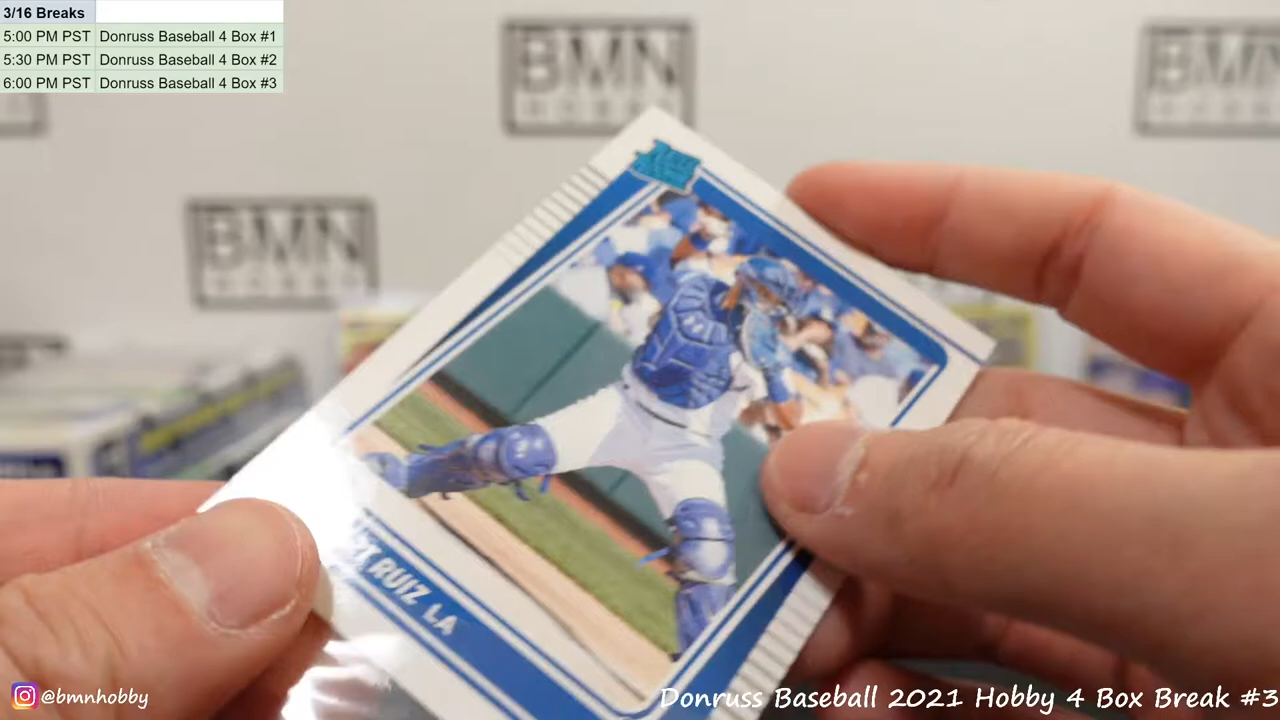 3/16 Breaks
5:00 PM PST Donruss Baseball 4 Box #1
5:30 PM PST Donruss Baseball 4 Box #2
6:00 PM PST Donruss Baseball 4 Box #3
BMN
HOBBY
BMN
BMN
HOBBY
RUIZ LA
@bmnhobby
Donruss Baseball 2021 Hobby 4 Box Break #3